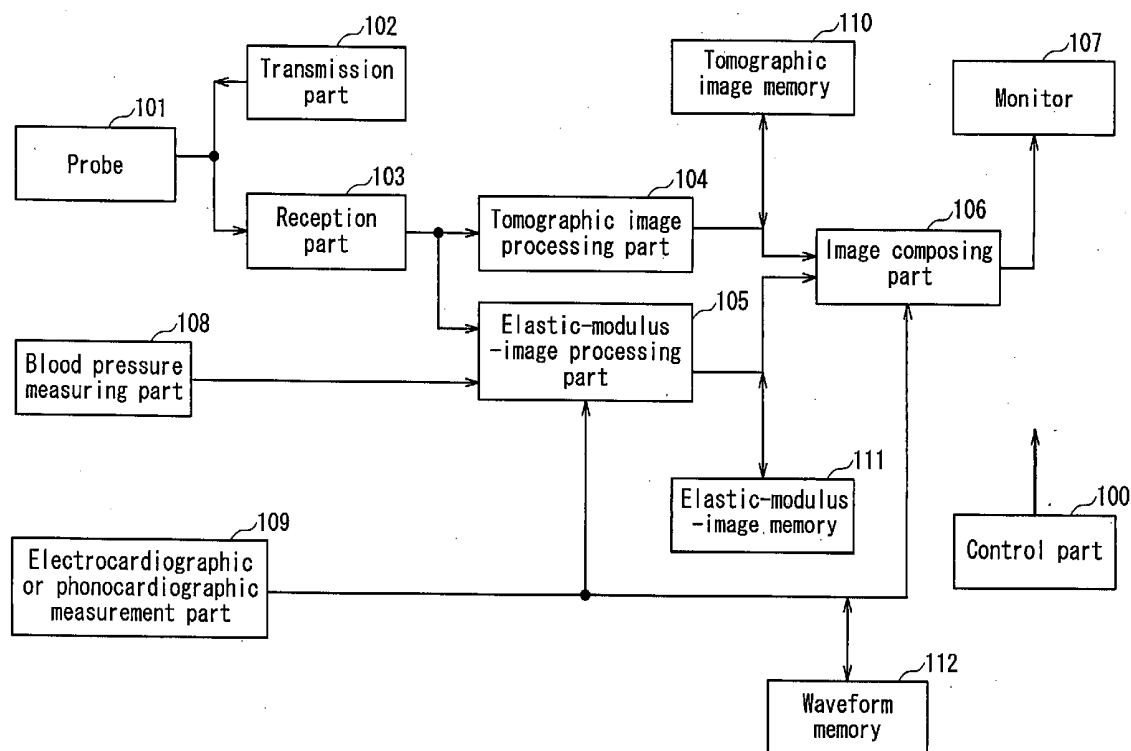 102
Transmission
part
110
Tomographic
image memory
107
Monitor
101
Probe
103
Reception
part
104
Tomographic image
processing part
106
Image composing
part
105
Elastic-modulus
-image processing
part
108
Blood pressure
measuring part
111
Elastic-modulus
-image memory
100
Control part
109
Electrocardiographic
or phonocardiographic
measurement part
112
Waveform
memory